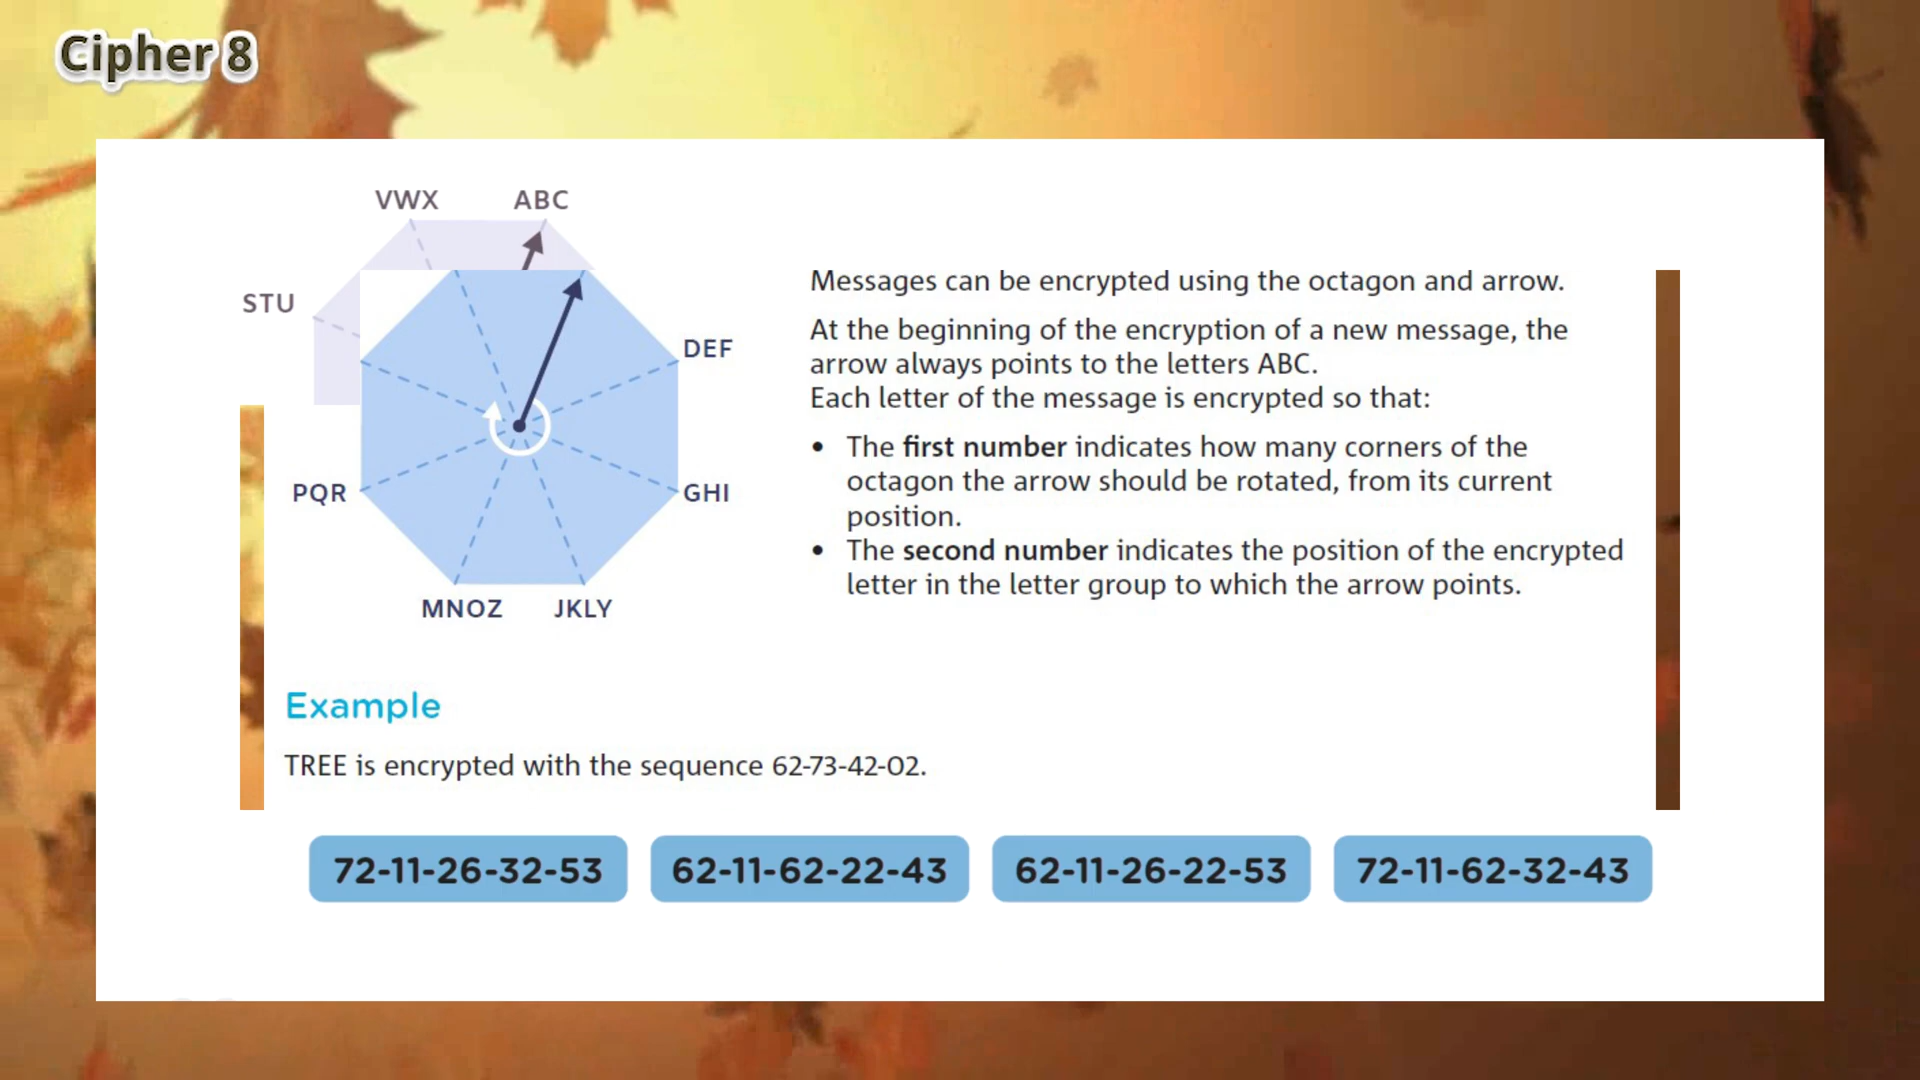 Cipher 8
VWX ABC
STU
DEF
PQR
GHI
MNOZ JKLY
Messages can be encrypted using the octagon and arrow.
At the beginning of the encryption of a new message, the
arrow always points to the letters ABC.
Each letter of the message is encrypted so that:
• The first number indicates how many corners of the
octagon the arrow should be rotated, from its current
position.
• The second number indicates the position of the encrypted
letter in the letter group to which the arrow points.
Example
TREE is encrypted with the sequence 62-73-42-02.
72-11-26-32-53 62-11-62-22-43 62-11-26-22-53 72-11-62-32-43